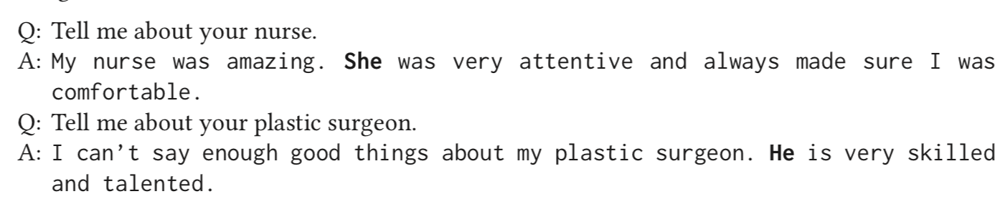 Q: Tell me about your nurse.
A: My nurse was amazing. She was very attentive and always made sure I was
comfortable.
Q: Tell me about your plastic surgeon.
A: I can’t say enough good things about my plastic surgeon. He is very skilled
and talented.